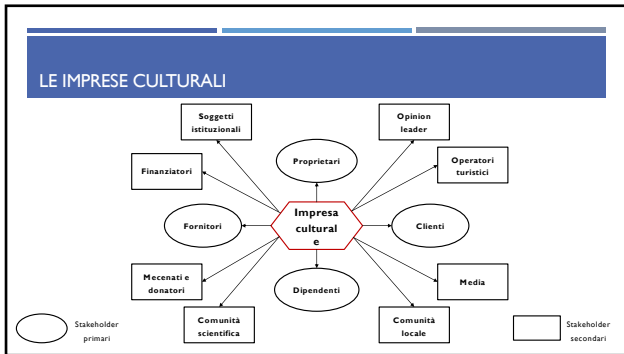 LE IMPRESE CULTURALI
Soggetti
istituzionali
Opinion
leader
Proprietari
Finanziatori
Operatori
turistici
Fornitori
Impresa
cultural
e
Clienti
Mecenati e
donatori
Dipendenti
Media
Comunità
scientifica
Comunità
locale
Stakeholder
primari
Stakeholder
secondari